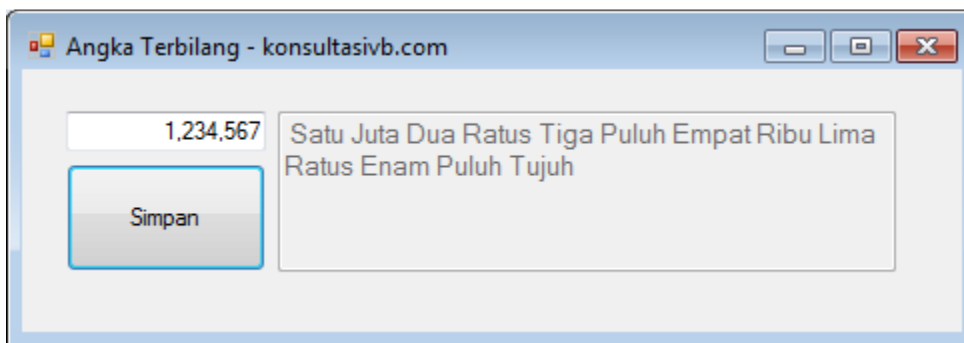 Angka Terbilang - konsultasivb.com
1,234,567
Satu Juta Dua Ratus Tiga Puluh Empat Ribu Lima
Ratus Enam Puluh Tujuh
Simpan